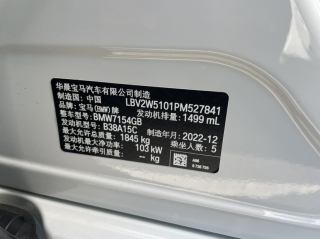 华晨宝马汽车有限公司制造
制造国：中国 LBV2W5101PM527841
品牌：宝马(BMW)牌 发动机排量：1499 mL
整车型号：BMW7154GB
发动机型号：B38A15C
最大允许总质量：1845 kg 制造年月：2022-12
发动机最大净功率：103 kW 乘坐人数：5
最大允许 -- kg